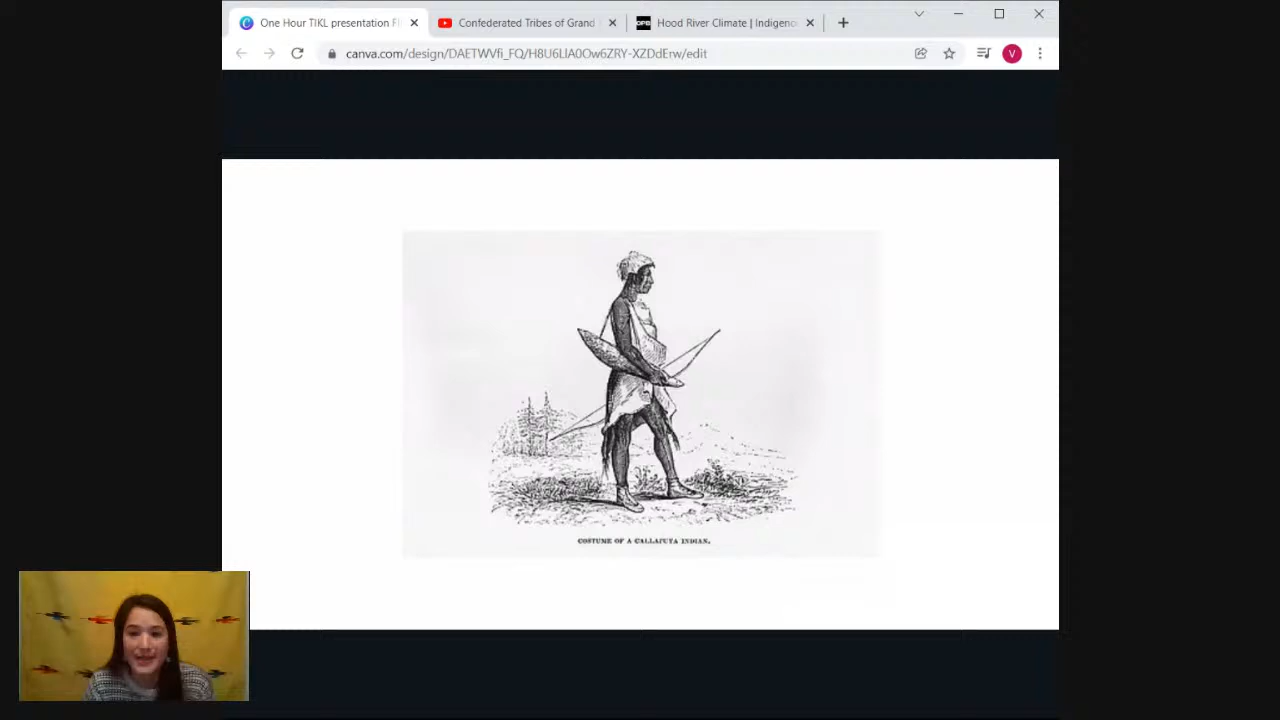 One Hour TIKL presentation
Confederated Tribes of Grand
OPB
Hood River Climate | Indigeno
canva.com/design/DAETWVfi_FQ/H8U6LlA0Ow6ZRY-XZDdErw/edit
V
COSTUME OF A CALLAPUYA INDIAN.